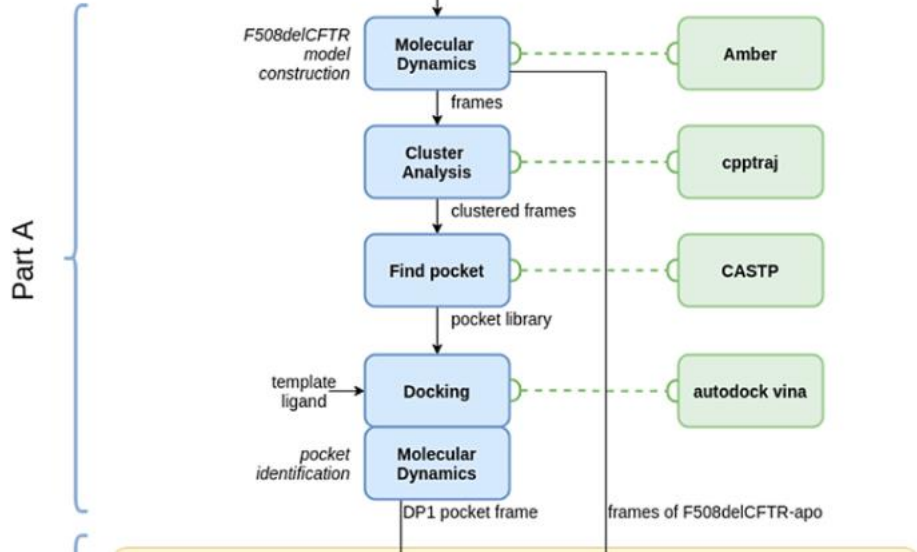 F508delCFTR
model
construction
Molecular
Dynamics
Amber
frames
Cluster
Analysis
cpptraj
clustered frames
Part A
Find pocket
CASTP
pocket library
template
ligand
Docking
autodock vina
pocket
identification
Molecular
Dynamics
DP1 pocket frame
frames of F508delCFTR-apo